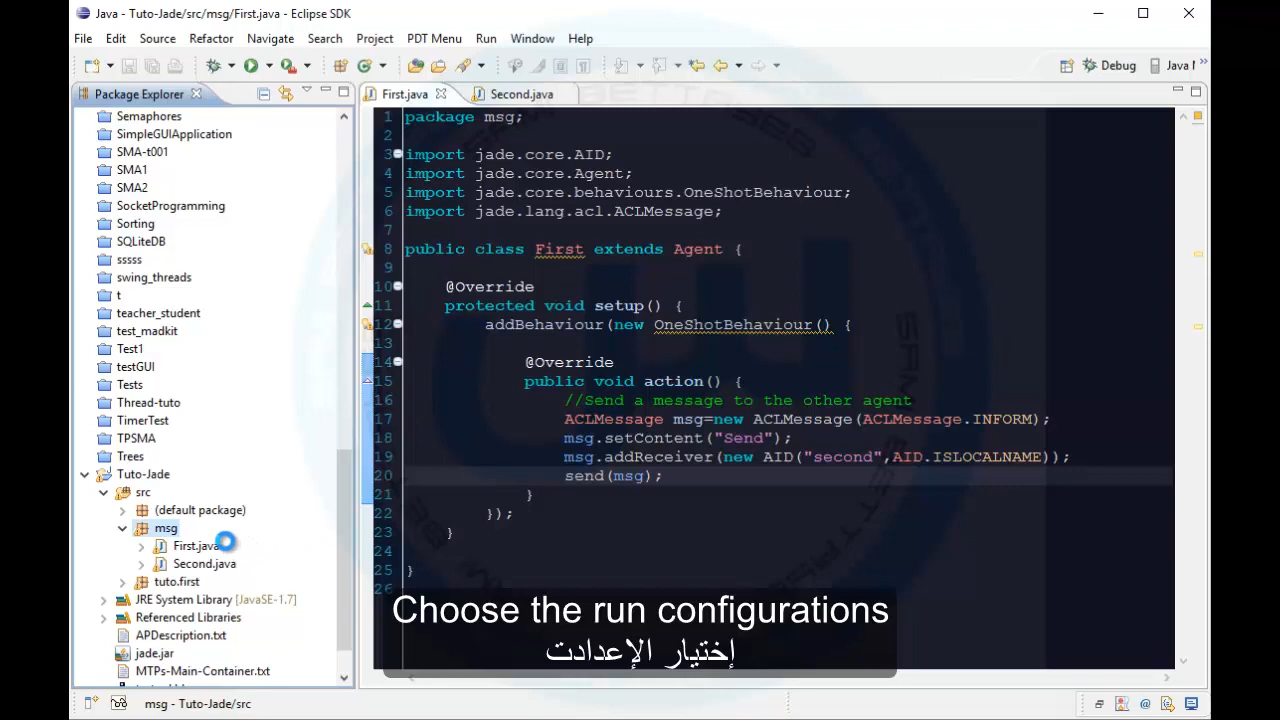 Java - Tuto-Jade/src/msg/First.java - Eclipse SDK
File Edit Source Refactor Navigate Search Project PDT Menu Run Window Help
Debug Java
Package Explorer
Semaphores
SimpleGUIApplication
SMA-t001
SMA1
SMA2
SocketProgramming
Sorting
SQLiteDB
sssss
swing_threads
t
teacher_student
test_madkit
Test1
testGUI
Tests
Thread-tuto
TimerTest
TPSMA
Trees
Tuto-Jade
src
(default package)
msg
First.java
Second.java
tuto.first
JRE System Library [JavaSE-1.7]
Referenced Libraries
APDescription.txt
jade.jar
MTPs-Main-Container.txt
First.java Second.java
1 package msg;
2
3 import jade.core.AID;
4 import jade.core.Agent;
5 import jade.core.behaviours.OneShotBehaviour;
6 import jade.lang.acl.ACLMessage;
7
8 public class First extends Agent {
9
10 @Override
11 protected void setup() {
12 addBehaviour(new OneShotBehaviour() {
13
14 @Override
15 public void action() {
16 //Send a message to the other agent
17 ACLMessage msg=new ACLMessage(ACLMessage.INFORM);
18 msg.setContent("Send");
19 msg.addReceiver(new AID("second",AID.ISLOCALNAME));
20 send(msg);
21 }
22 });
23 }
24
25 }
26
Choose the run configurations
إختيار الإعدادت
msg - Tuto-Jade/src